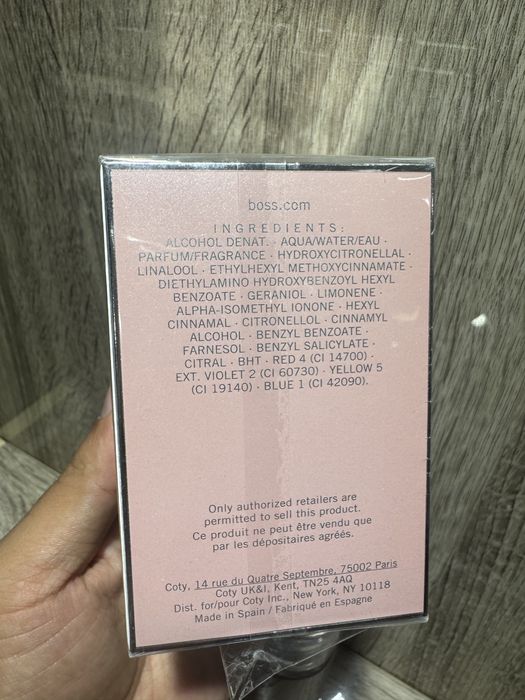 boss.com
INGREDIENTS:
ALCOHOL DENAT. · AQUA/WATER/EAU ·
PARFUM/FRAGRANCE · HYDROXYCITRONELLAL ·
LINALOOL · ETHYLHEXYL METHOXYCINNAMATE ·
DIETHYLAMINO HYDROXYBENZOYL HEXYL
BENZOATE · GERANIOL · LIMONENE ·
ALPHA-ISOMETHYL IONONE · HEXYL
CINNAMAL · CITRONELLOL · CINNAMYL
ALCOHOL · BENZYL BENZOATE ·
FARNESOL · BENZYL SALICYLATE ·
CITRAL · BHT · RED 4 (CI 14700) ·
EXT. VIOLET 2 (CI 60730) · YELLOW 5
(CI 19140) · BLUE 1 (CI 42090).
Only authorized retailers are
permitted to sell this product.
Ce produit ne peut être vendu que
par les dépositaires agréés.
Coty, 14 rue du Quatre Septembre, 75002 Paris
Coty UK&I, Kent, TN25 4AQ
Dist. for/pour Coty Inc., New York, NY 10118
Made in Spain / Fabriqué en Espagne